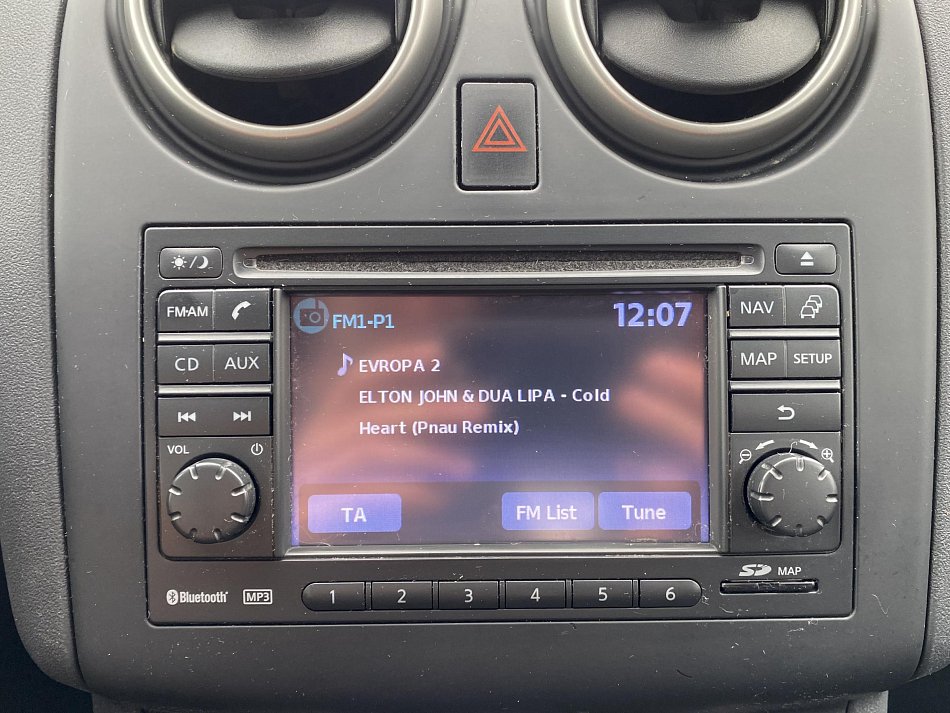 FM•AM
NAV
FM1-P1
12:07
CD
AUX
EVROPA 2
MAP
SETUP
ELTON JOHN & DUA LIPA - Cold
Heart (Pnau Remix)
VOL
TA
FM List
Tune
SD MAP
Bluetooth
MP3
1
2
3
4
5
6